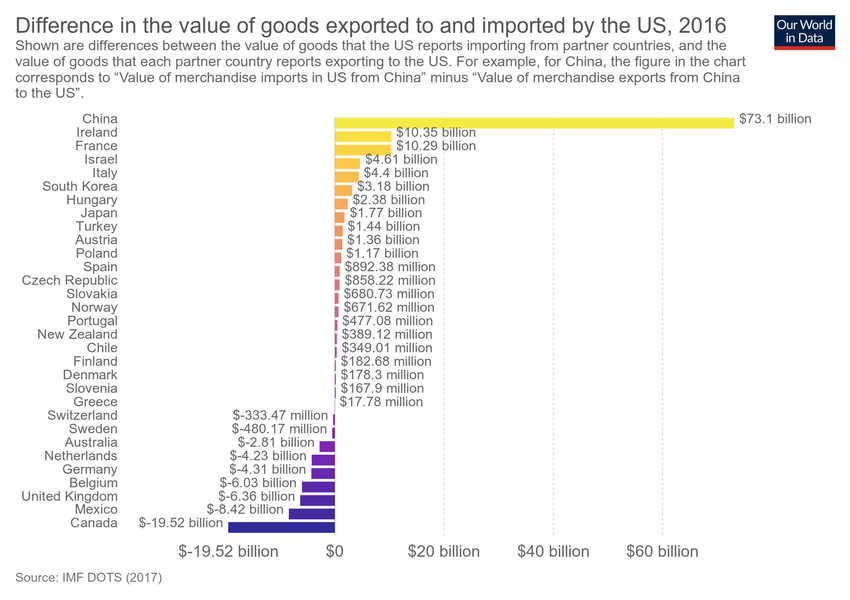 Difference in the value of goods exported to and imported by the US, 2016
Our World
in Data
Shown are differences between the value of goods that the US reports importing from partner countries, and the
value of goods that each partner country reports exporting to the US. For example, for China, the figure in the chart
corresponds to “Value of merchandise imports in US from China” minus “Value of merchandise exports from China
to the US”.
China $73.1 billion
Ireland $10.35 billion
France $10.29 billion
Israel $4.61 billion
Italy $4.4 billion
South Korea $3.18 billion
Hungary $2.38 billion
Japan $1.77 billion
Turkey $1.44 billion
Austria $1.36 billion
Poland $1.17 billion
Spain $892.38 million
Czech Republic $858.22 million
Slovakia $680.73 million
Norway $671.62 million
Portugal $477.08 million
New Zealand $389.12 million
Chile $349.01 million
Finland $182.68 million
Denmark $178.3 million
Slovenia $167.9 million
Greece $17.78 million
Switzerland $-333.47 million
Sweden $-480.17 million
Australia $-2.81 billion
Netherlands $-4.23 billion
Germany $-4.31 billion
Belgium $-6.03 billion
United Kingdom $-6.36 billion
Mexico $-8.42 billion
Canada $-19.52 billion
$-19.52 billion $0 $20 billion $40 billion $60 billion
Source: IMF DOTS (2017)